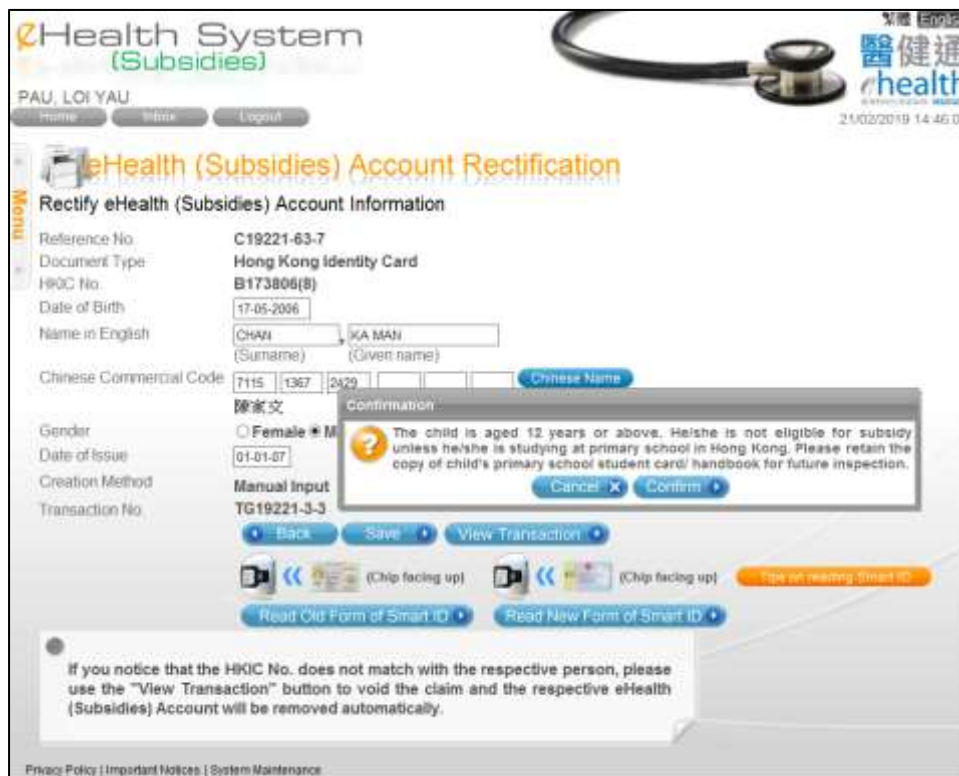 eHealth System
(Subsidies)
繁體 English
醫健通
ehealth
PAU, LOI YAU
Home Inbox Logout
21/02/2019 14:46:0
Menu
eHealth (Subsidies) Account Rectification
Rectify eHealth (Subsidies) Account Information
Reference No. C19221-63-7
Document Type Hong Kong Identity Card
HKIC No. B173806(8)
Date of Birth 17-05-2006
Name in English CHAN , KA MAN
(Surname) (Given name)
Chinese Commercial Code 7115 1367 2429 Chinese Name
陳家文
Confirmation
Gender Female M
The child is aged 12 years or above. He/she is not eligible for subsidy
unless he/she is studying at primary school in Hong Kong. Please retain the
copy of child's primary school student card/ handbook for future inspection.
Cancel Confirm
Date of Issue 01-01-07
Creation Method Manual Input
Transaction No. TG19221-3-3
Back Save View Transaction
(Chip facing up) (Chip facing up) Tips on reading Smart ID
Read Old Form of Smart ID Read New Form of Smart ID
If you notice that the HKIC No. does not match with the respective person, please
use the "View Transaction" button to void the claim and the respective eHealth
(Subsidies) Account will be removed automatically.
Privacy Policy | Important Notices | System Maintenance